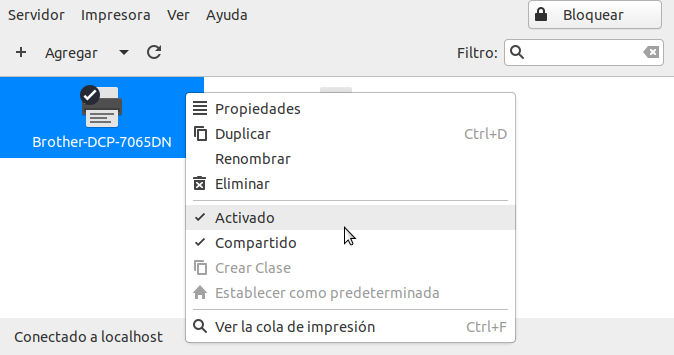 Servidor Impresora Ver Ayuda Bloquear
Agregar Filtro:
Brother-DCP-7065DN
Propiedades
Duplicar Ctrl+D
Renombrar
Eliminar
Activado
Compartido
Crear Clase
Establecer como predeterminada
Ver la cola de impresión Ctrl+F
Conectado a localhost